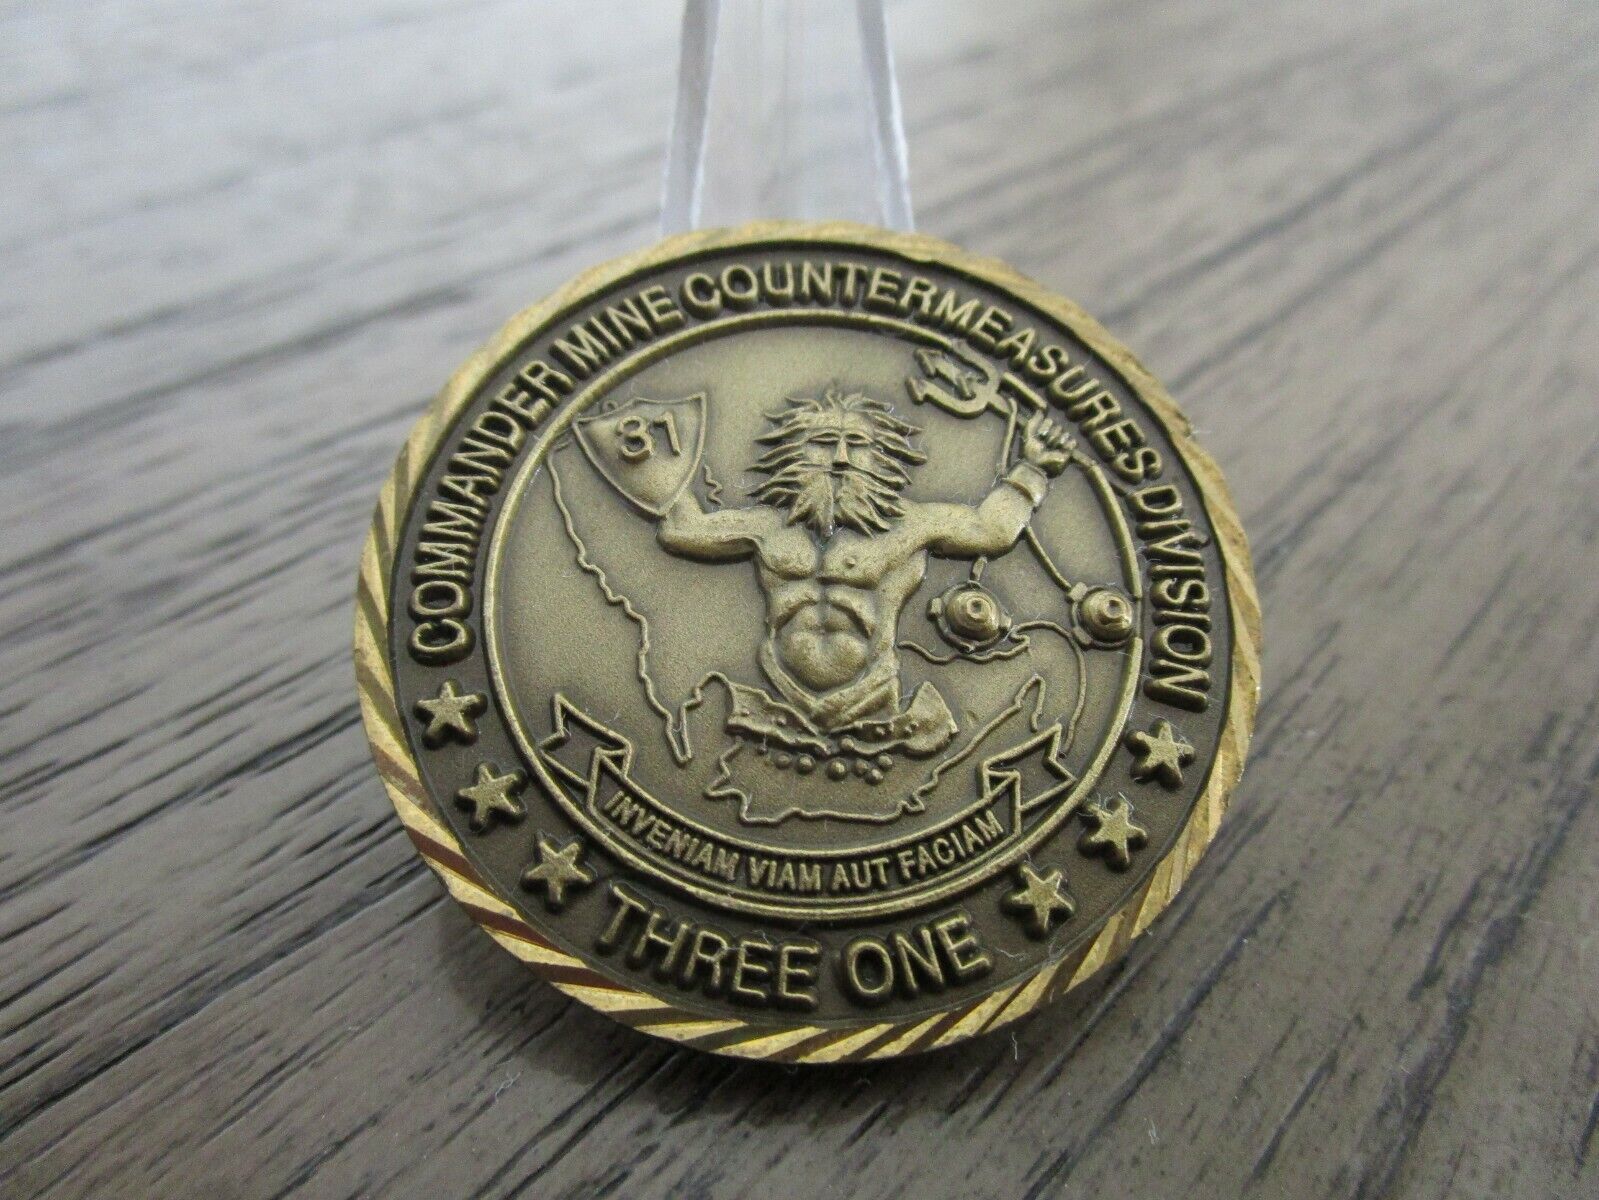 COMMANDER MINE COUNTERMEASURES DIVISION
31
INVENIAM VIAM AUT FACIAM
THREE ONE